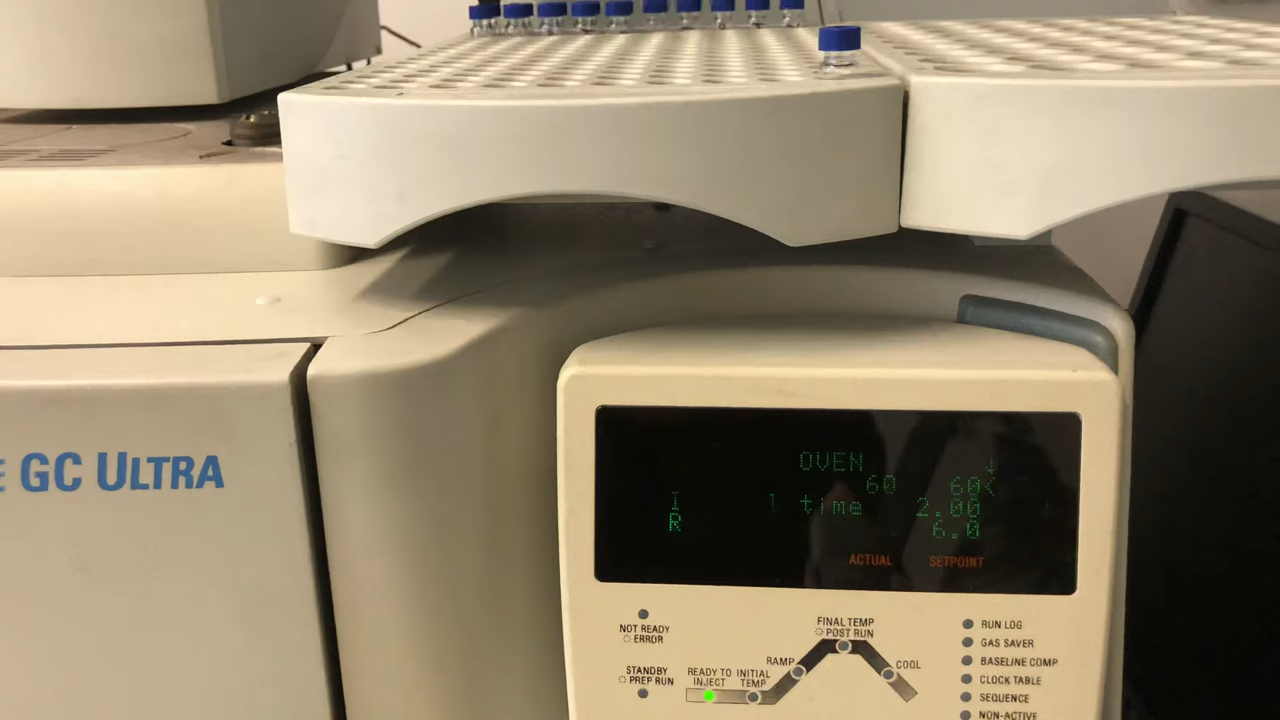 E GC ULTRA
OVEN
60 60<
I 1 time 2.00
R 6.0
ACTUAL SETPOINT
NOT READY
ERROR
STANDBY
PREP RUN
READY TO
INJECT
INITIAL
TEMP
RAMP
FINAL TEMP
POST RUN
COOL
RUN LOG
GAS SAVER
BASELINE COMP
CLOCK TABLE
SEQUENCE
NON-ACTIVE